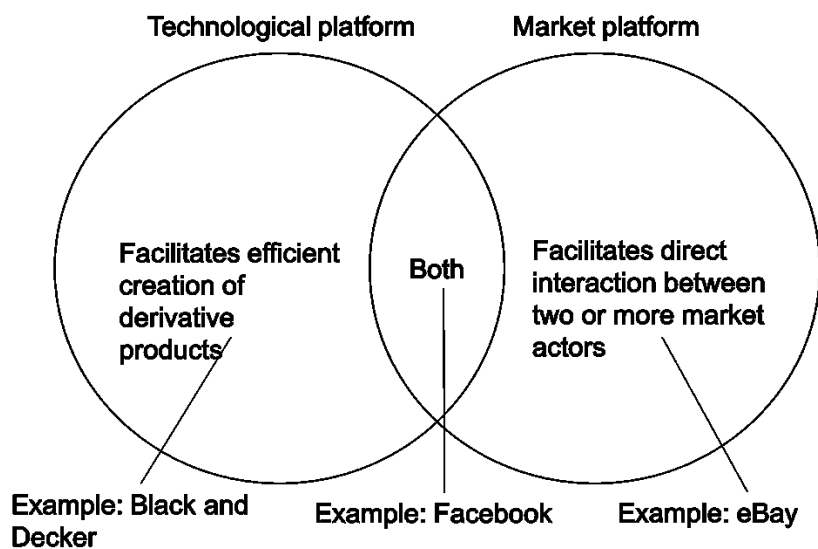 Technological platform
Market platform
Facilitates efficient
creation of
derivative
products
Both
Facilitates direct
interaction between
two or more market
actors
Example: Black and
Decker
Example: Facebook
Example: eBay